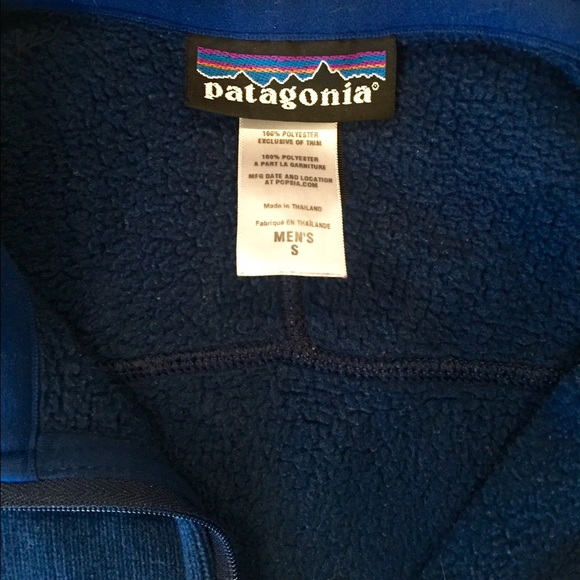 patagonia®
100% POLYESTER
EXCLUSIVE OF TRIM
100% POLYESTER
A PART LA GARNITURE
MFG DATE AND LOCATION
AT PCPSIA.COM
Made in THAILAND
Fabriqué EN THAÏLANDE
MEN'S
S